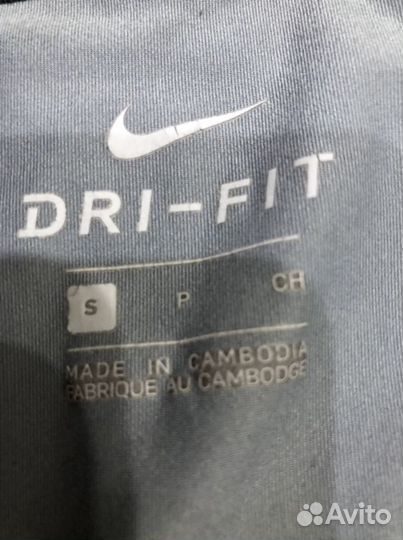 DRI-FIT
S P CH
MADE IN CAMBODIA
FABRIQUE AU CAMBODGE
Avito